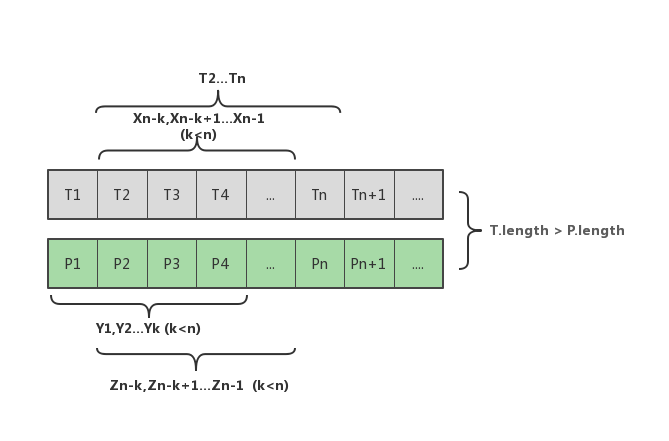 T2...Tn
Xn-k,Xn-k+1...Xn-1
(k<n)
T1 T2 T3 T4 ... Tn Tn+1 ....
T.length > P.length
P1 P2 P3 P4 ... Pn Pn+1 ....
Y1,Y2...Yk (k<n)
Zn-k,Zn-k+1...Zn-1 (k<n)